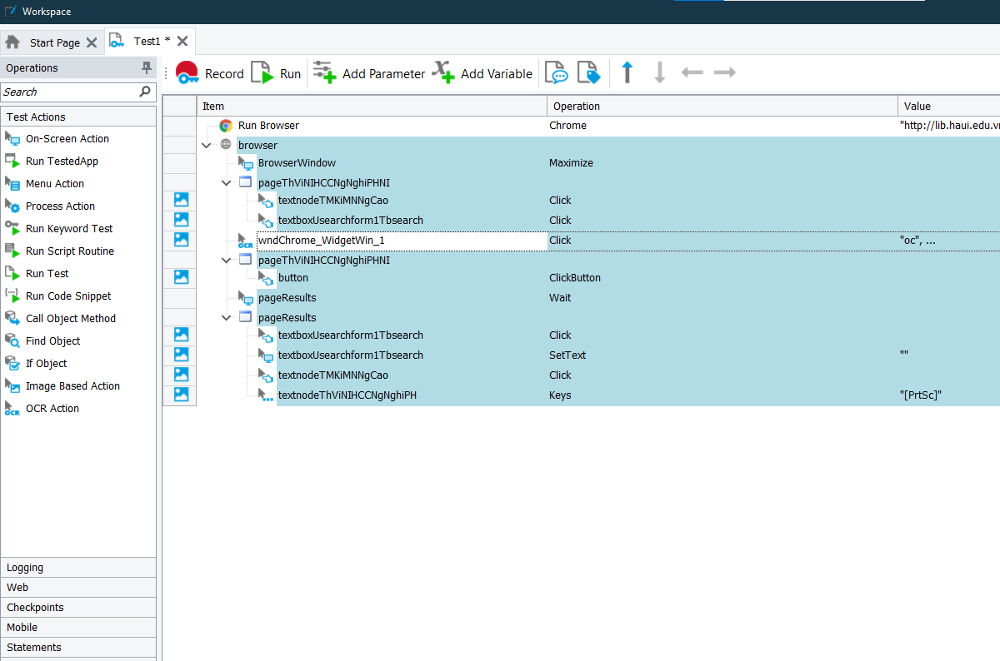 Workspace
Start Page
Test1 *
Operations
Search
Test Actions
On-Screen Action
Run TestedApp
Menu Action
Process Action
Run Keyword Test
Run Script Routine
Run Test
Run Code Snippet
Call Object Method
Find Object
If Object
Image Based Action
OCR Action
Logging
Web
Checkpoints
Mobile
Statements
Record Run Add Parameter Add Variable
Item Operation Value
Run Browser Chrome "http://lib.haui.edu.v
browser
BrowserWindow Maximize
pageThViNIHCCNgNghiPHNI
textnodeTMKiMNNgCao Click
textboxUsearchform1Tbsearch Click
OCR wndChrome_WidgetWin_1 Click "oc", ...
pageThViNIHCCNgNghiPHNI
button ClickButton
pageResults Wait
pageResults
textboxUsearchform1Tbsearch Click
textboxUsearchform1Tbsearch SetText ""
textnodeTMKiMNNgCao Click
textnodeThViNIHCCNgNghiPH Keys "[PrtSc]"